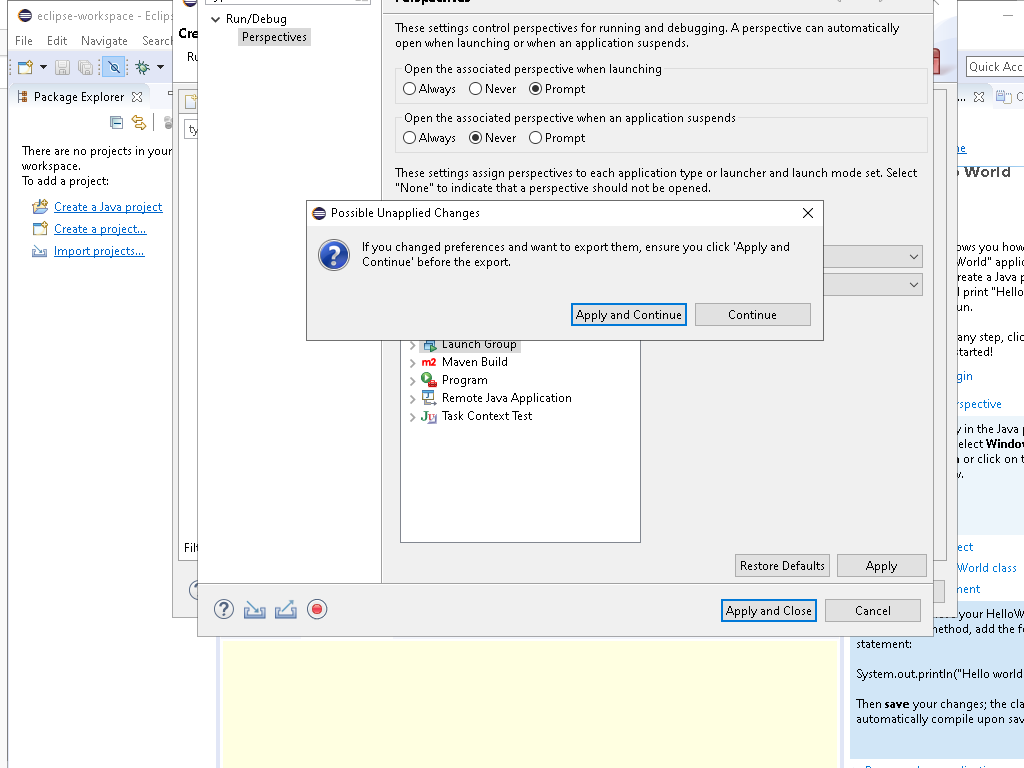 eclipse-workspace - Eclips
File Edit Navigate Search
Package Explorer
There are no projects in your
workspace.
To add a project:
Create a Java project
Create a project...
Import projects...
Cre
Ru
ty
Filt
Run/Debug
Perspectives
Perspectives
These settings control perspectives for running and debugging. A perspective can automatically
open when launching or when an application suspends.
Open the associated perspective when launching
Always Never Prompt
Open the associated perspective when an application suspends
Always Never Prompt
These settings assign perspectives to each application type or launcher and launch mode set. Select
"None" to indicate that a perspective should not be opened.
Possible Unapplied Changes
If you changed preferences and want to export them, ensure you click 'Apply and
Continue' before the export.
Apply and Continue Continue
Launch Group
Maven Build
Program
Remote Java Application
Task Context Test
Restore Defaults Apply
Apply and Close Cancel
Quick Acc
... C
ne
o World
ows you how
World" applic
reate a Java p
l print "Hello
un.
any step, clic
started!
gin
rspective
y in the Java p
elect Window
n or click on t
w.
ect
World class
ment
your HelloW
method, add the fo
statement:
System.out.println("Hello world
Then save your changes; the cla
automatically compile upon sav